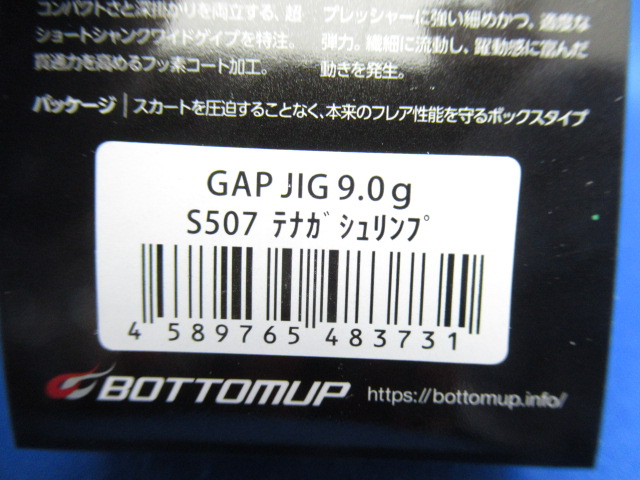 コンパクトさと深掛かりを両立する、超
ショートシャンクワイドゲイプを特注。
貫通力を高めるフッ素コート加工。
プレッシャーに強い細めかつ、適度な
弾力。繊細に流動し、躍動感に富んだ
動きを発生。
パッケージ | スカートを圧迫することなく、本来のフレア性能を守るボックスタイプ
GAP JIG 9.0g
S507 ﾃﾅｶﾞｼｭﾘﾝﾌﾟ
4 589765 483731
BOTTOMUP
https://bottomup.info/